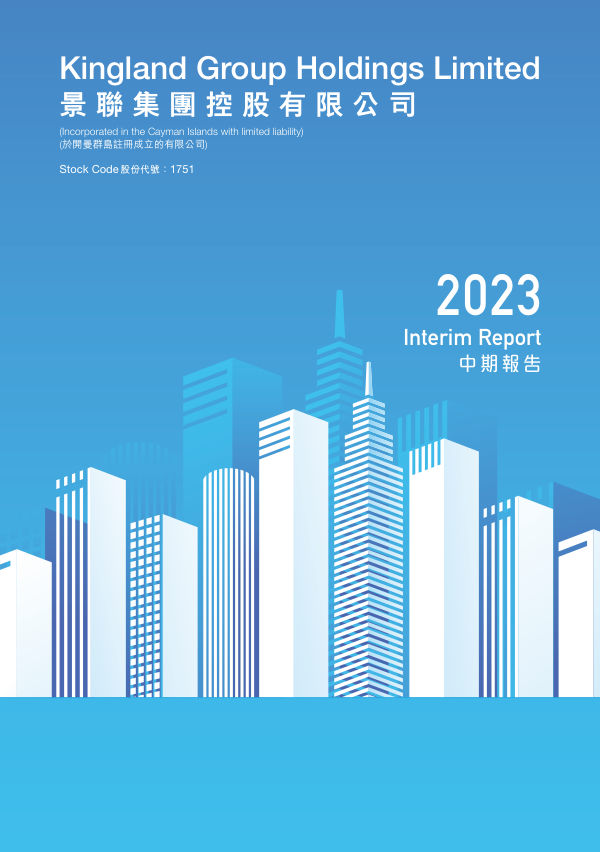 Kingland Group Holdings Limited
景聯集團控股有限公司
(Incorporated in the Cayman Islands with limited liability)
(於開曼群島註冊成立的有限公司)
Stock Code 股份代號：1751
2023
Interim Report
中期報告